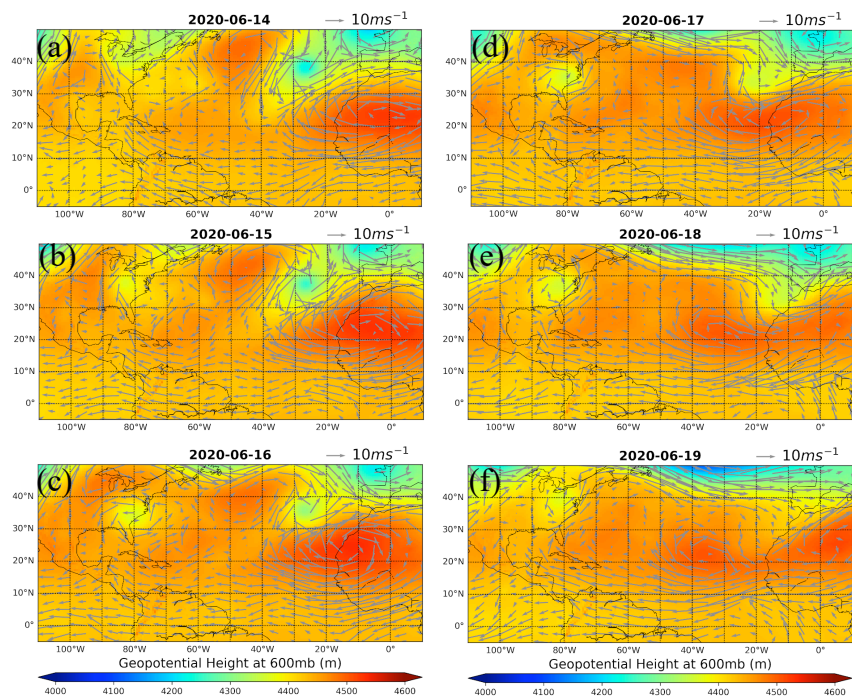 2020-06-14
10ms⁻¹
(a)
40°N
30°N
20°N
10°N
0°
100°W 80°W 60°W 40°W 20°W 0°
2020-06-15
10ms⁻¹
(b)
40°N
30°N
20°N
10°N
0°
100°W 80°W 60°W 40°W 20°W 0°
2020-06-16
10ms⁻¹
(c)
40°N
30°N
20°N
10°N
0°
100°W 80°W 60°W 40°W 20°W 0°
Geopotential Height at 600mb (m)
4000 4100 4200 4300 4400 4500 4600
2020-06-17
10ms⁻¹
(d)
40°N
30°N
20°N
10°N
0°
100°W 80°W 60°W 40°W 20°W 0°
2020-06-18
10ms⁻¹
(e)
40°N
30°N
20°N
10°N
0°
100°W 80°W 60°W 40°W 20°W 0°
2020-06-19
10ms⁻¹
(f)
40°N
30°N
20°N
10°N
0°
100°W 80°W 60°W 40°W 20°W 0°
Geopotential Height at 600mb (m)
4000 4100 4200 4300 4400 4500 4600